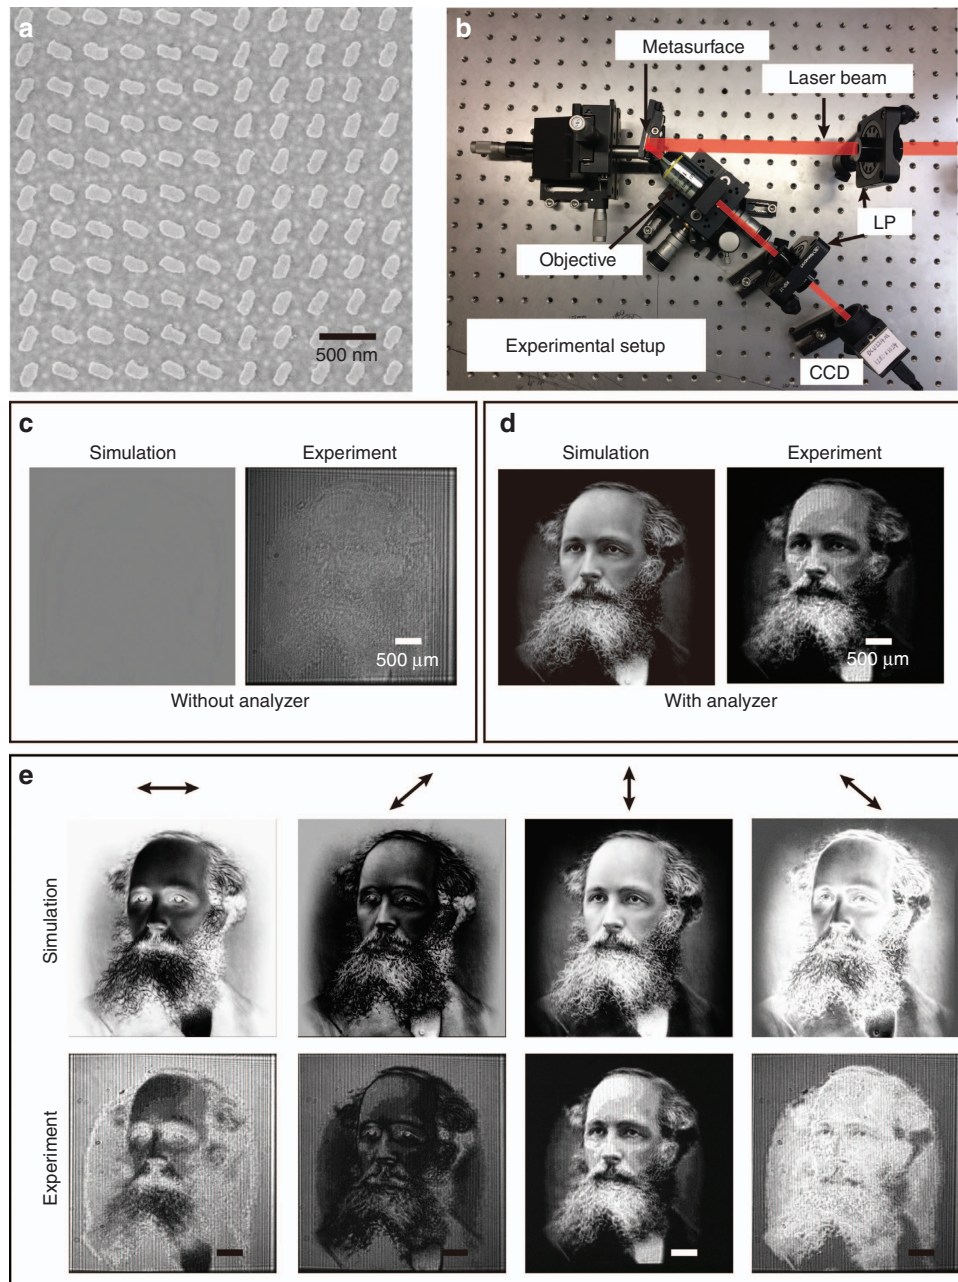 a
500 nm
b
Metasurface
Laser beam
LP
Objective
Experimental setup
CCD
c
Simulation
Experiment
500 μm
Without analyzer
d
Simulation
Experiment
500 μm
With analyzer
e
Simulation
Experiment